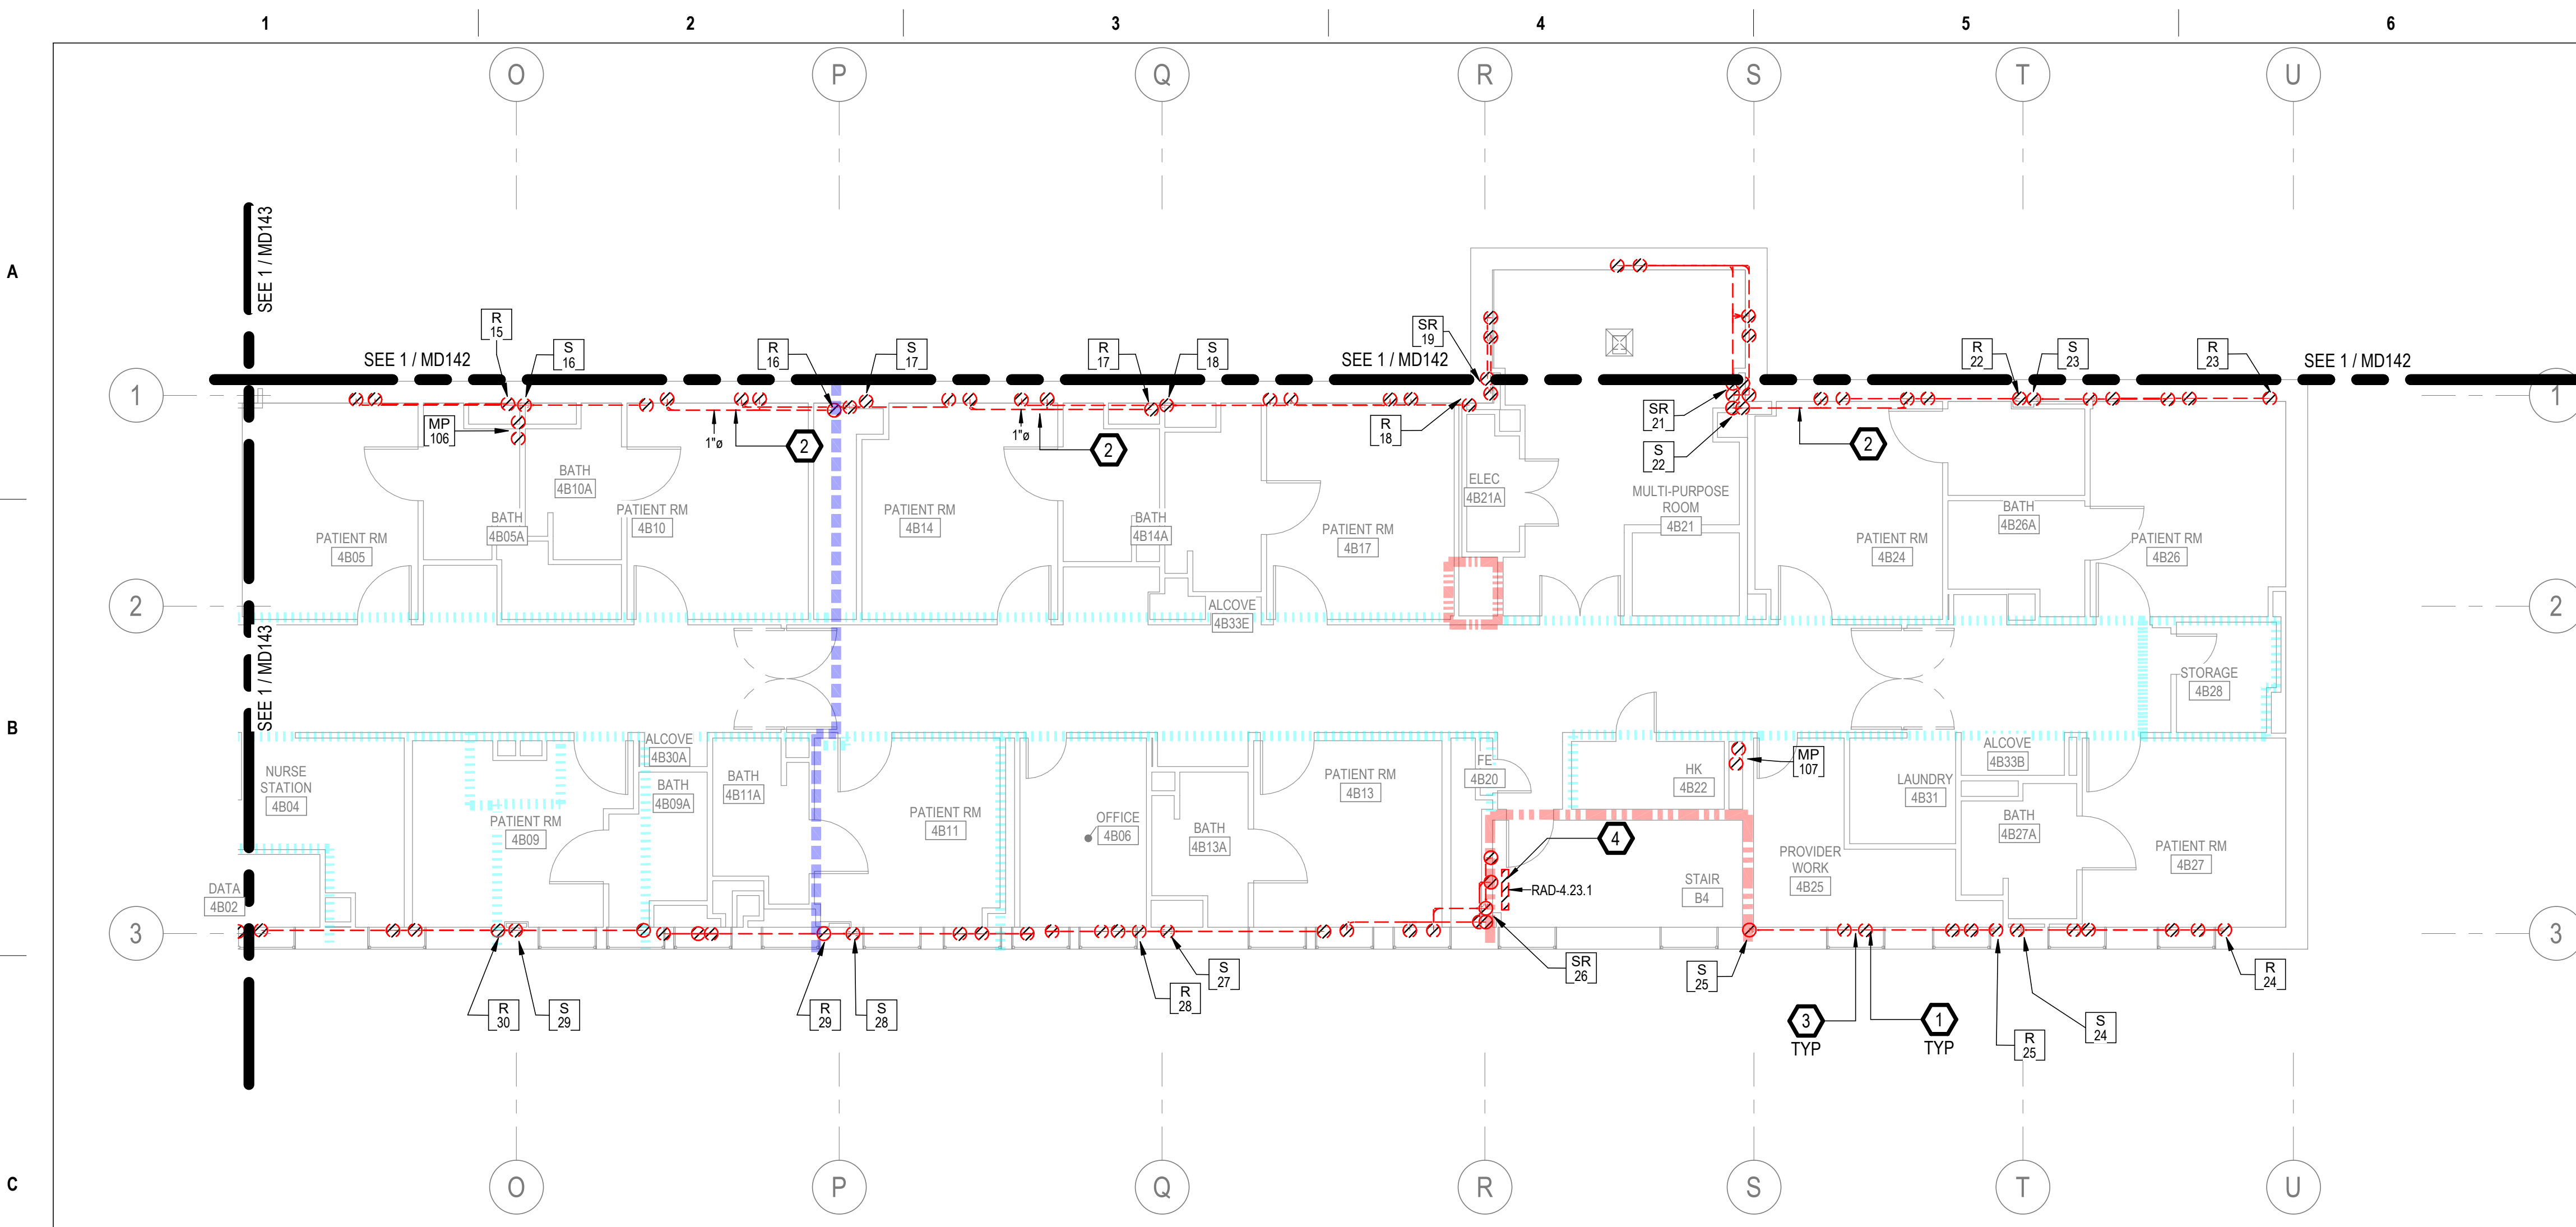 1 2 3 4 5 6
O P Q R S T U
A
SEE 1 / MD143
R
15
S
16
R
16
S
17
R
17
S
18
SR
19
R
22
S
23
R
23
SEE 1 / MD142
SEE 1 / MD142
SEE 1 / MD142
1
1
MP
106
1"ø
2
1"ø
2
R
18
SR
21
S
22
2
BATH
4B10A
ELEC
4B21A
MULTI-PURPOSE
ROOM
4B21
PATIENT RM
4B05
BATH
4B05A
PATIENT RM
4B10
PATIENT RM
4B14
BATH
4B14A
PATIENT RM
4B17
PATIENT RM
4B24
BATH
4B26A
PATIENT RM
4B26
2
2
ALCOVE
4B33E
SEE 1 / MD143
STORAGE
4B28
B
NURSE
STATION
4B04
ALCOVE
4B30A
BATH
4B09A
BATH
4B11A
PATIENT RM
4B09
PATIENT RM
4B11
OFFICE
4B06
BATH
4B13A
PATIENT RM
4B13
FE
4B20
HK
4B22
MP
107
LAUNDRY
4B31
ALCOVE
4B33B
BATH
4B27A
PATIENT RM
4B27
4
RAD-4.23.1
STAIR
B4
PROVIDER
WORK
4B25
DATA
4B02
3
3
R
30
S
29
R
29
S
28
R
28
S
27
SR
26
S
25
3
TYP
1
TYP
R
25
S
24
R
24
C
O P Q R S T U